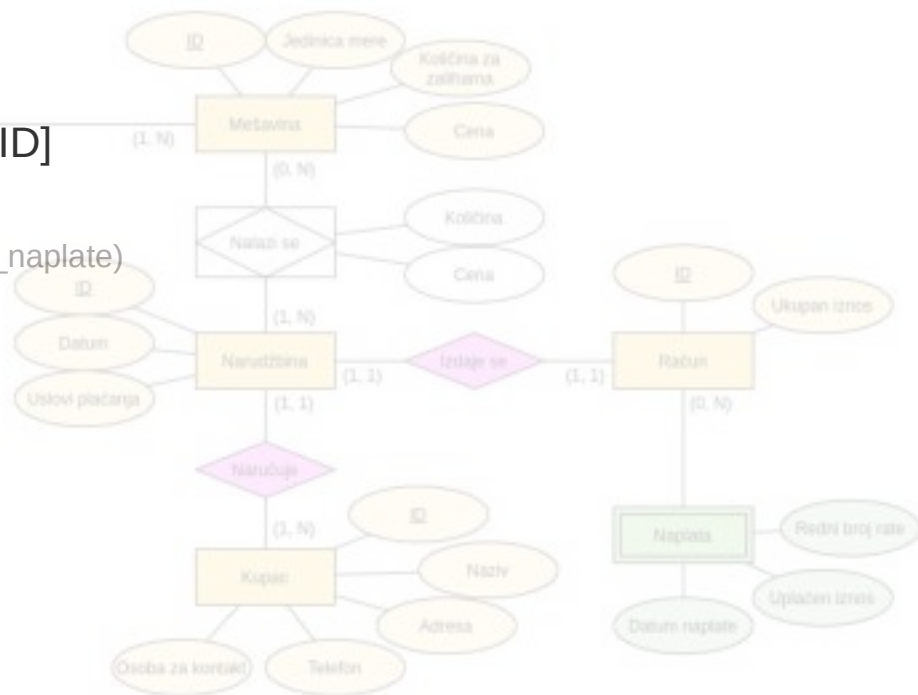 ID
Jedinica mere
Količina za
zalihama
Mešavina
Cena
(1, N)
ID]
(0, N)
Količina
Nalazi se
Cena
_naplate)
ID
ID
Ukupan iznos
(1, N)
Datum
Narudžbina
Izdaje se
Račun
(1, 1)
(1, 1)
Uslovi plaćanja
(1, 1)
(0, N)
Naručuje
ID
(1, N)
Naplata
Redni broj rate
Kupac
Naziv
Uplaćen iznos
Adresa
Datum naplate
Osoba za kontakt
Telefon